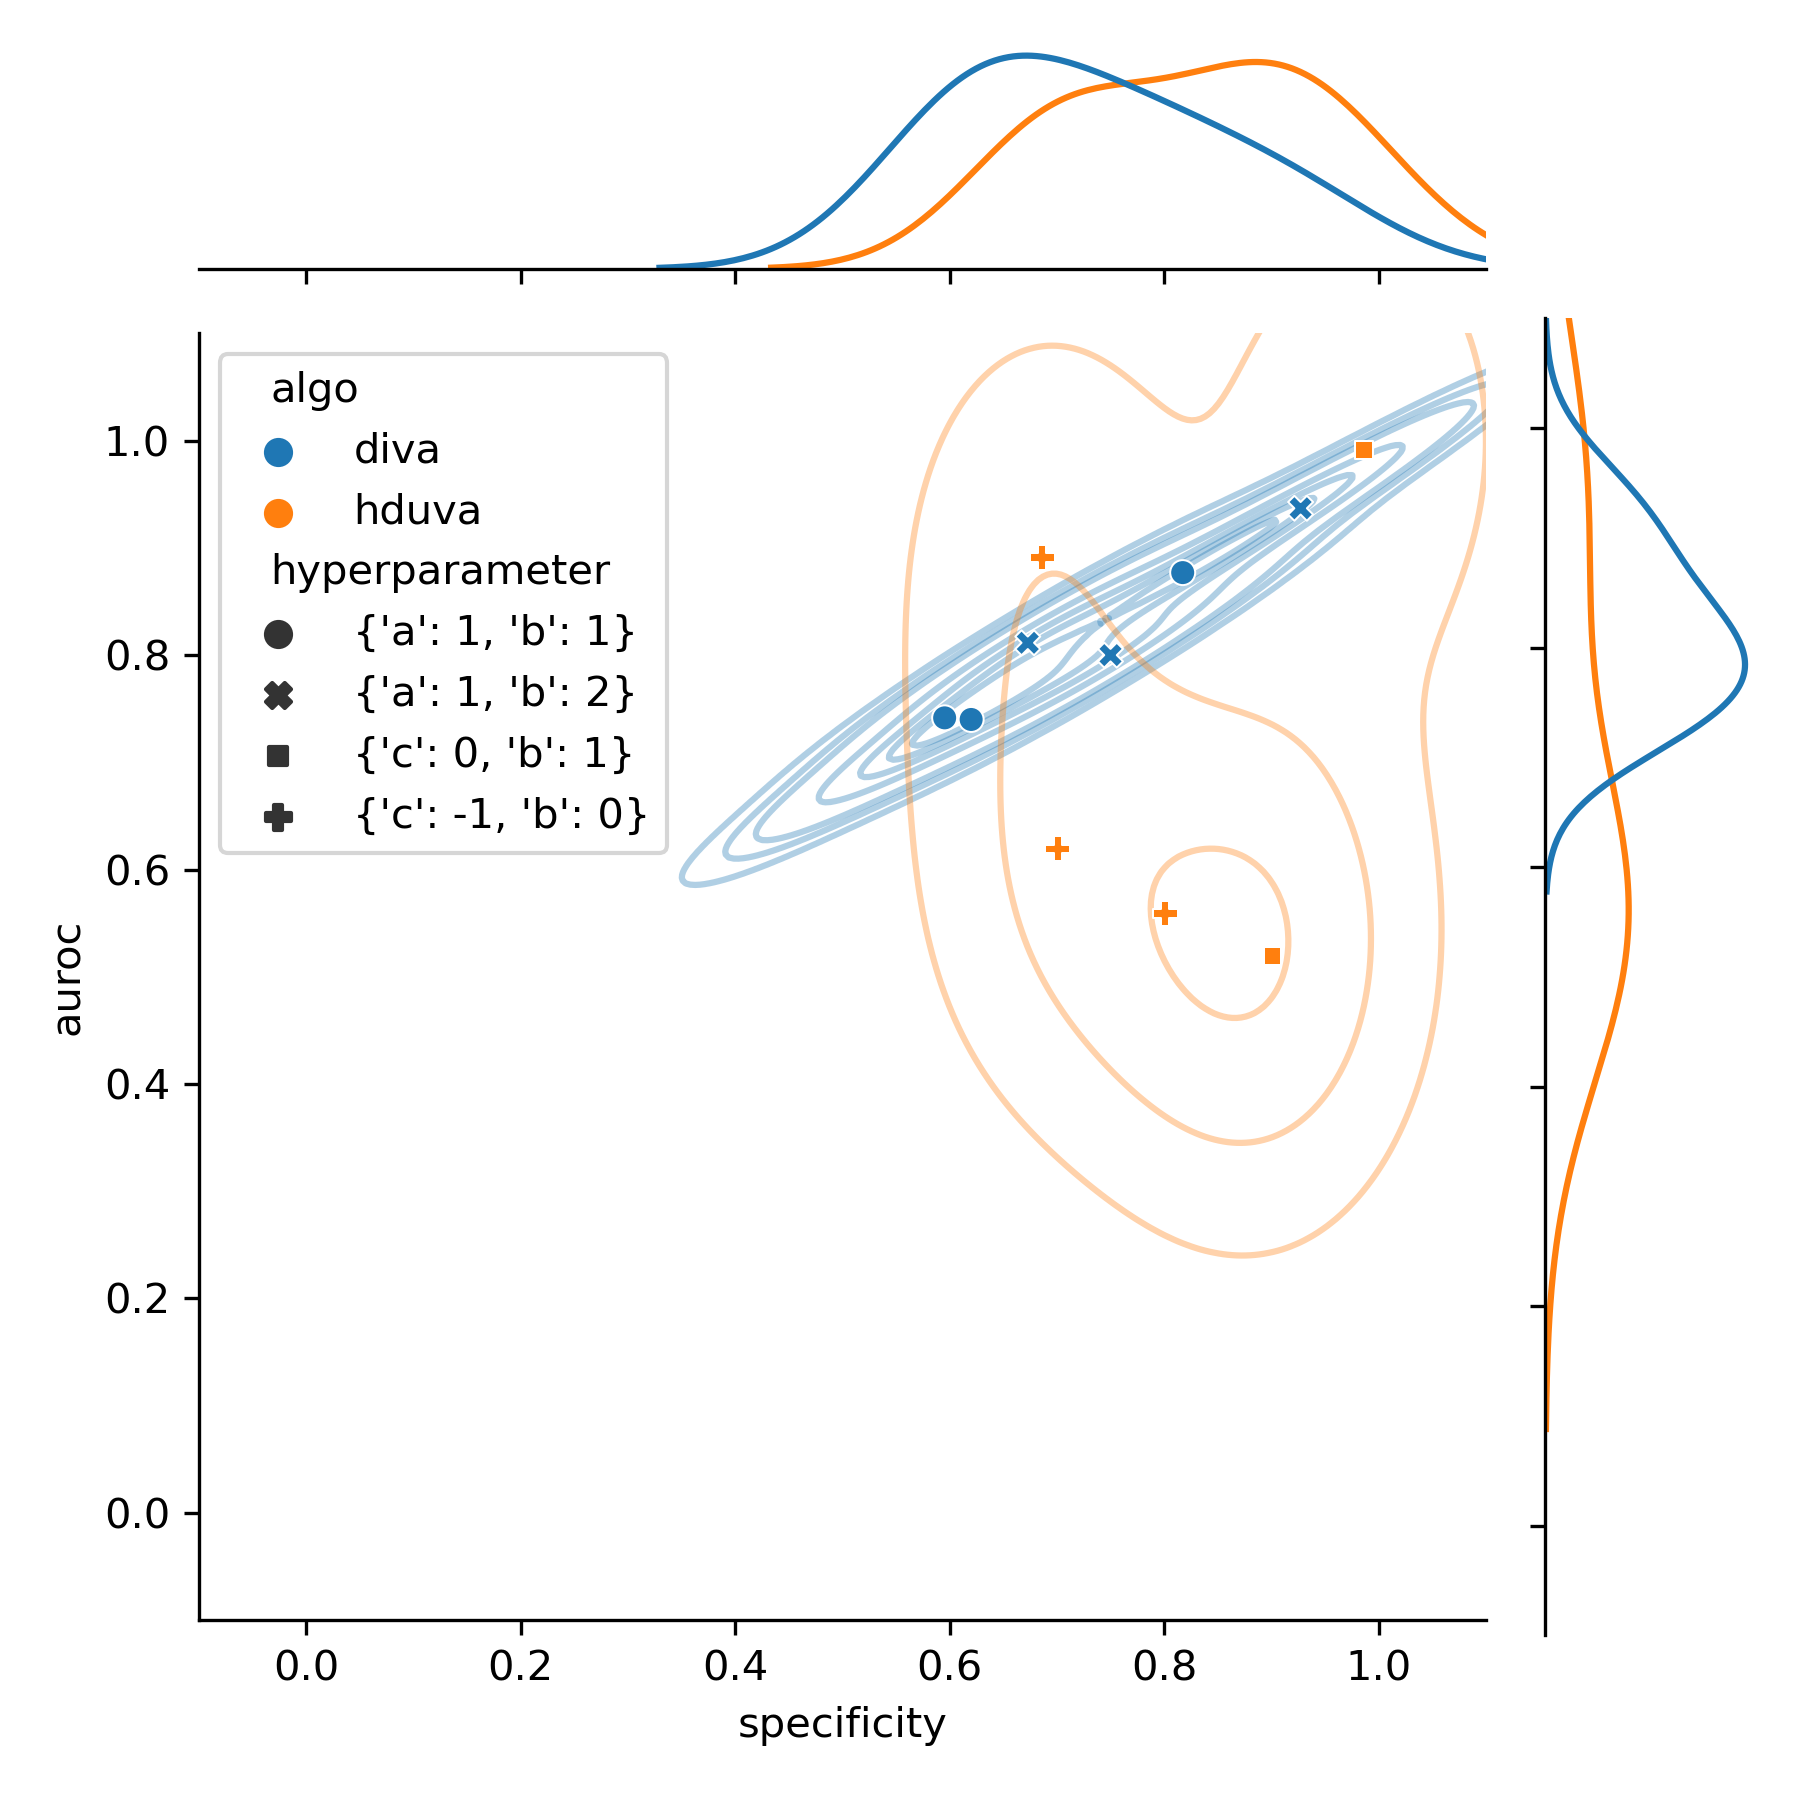 algo
diva
hduva
hyperparameter
{'a': 1, 'b': 1}
{'a': 1, 'b': 2}
{'c': 0, 'b': 1}
{'c': -1, 'b': 0}
1.0
0.8
0.6
0.4
0.2
0.0
auroc
0.0 0.2 0.4 0.6 0.8 1.0
specificity